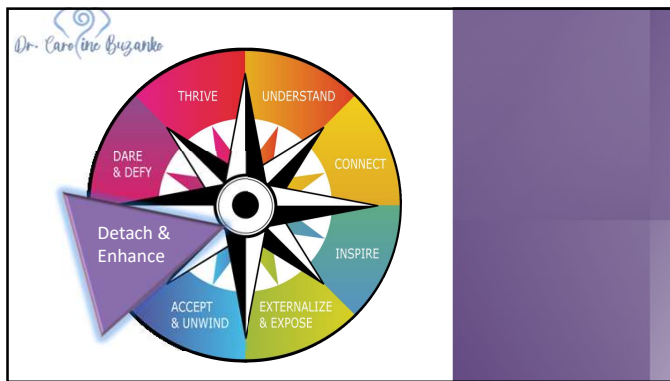 Dr. Caroline Buzanko
THRIVE
UNDERSTAND
DARE
& DEFY
CONNECT
Detach &
Enhance
INSPIRE
ACCEPT
& UNWIND
EXTERNALIZE
& EXPOSE